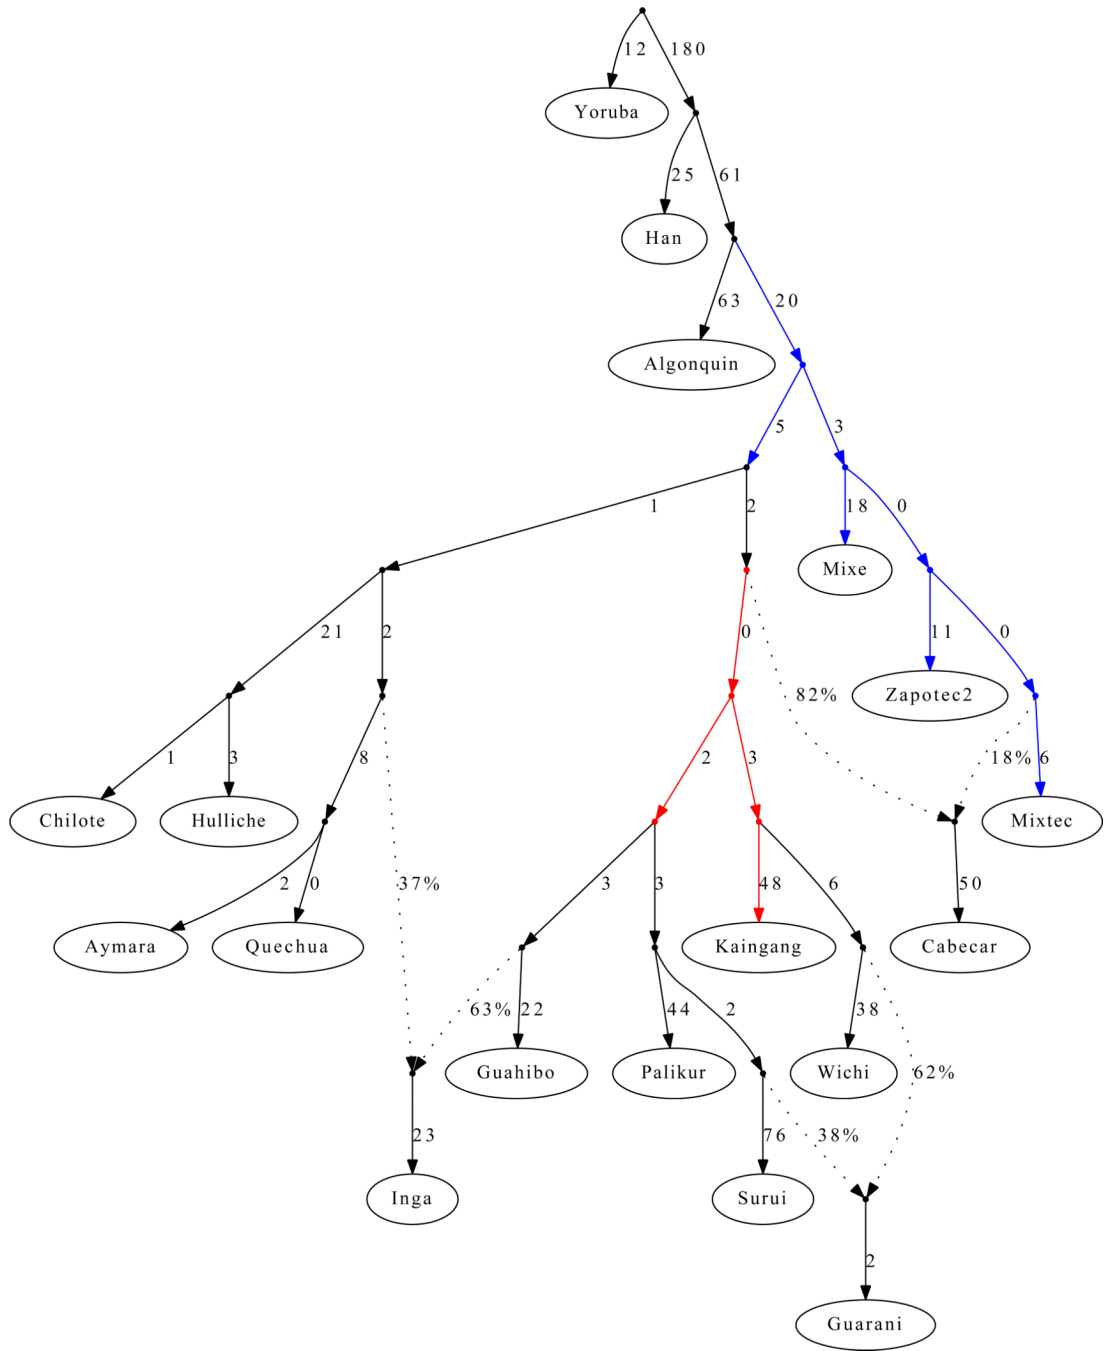 12 180
Yoruba
25 61
Han
63 20
Algonquin
5 3
1 2 18 0
Mixe
21 2 0 11 0
Zapotec2
82%
1 3 8 2 3 18% 6
Chilote Hulliche Mixtec
2 0 37% 3 3 48 6 50
Aymara Quechua Kaingang Cabecar
63% 22 44 2 38
Guahibo Palikur Wichi 62%
23 76 38%
Inga Surui
2
Guarani